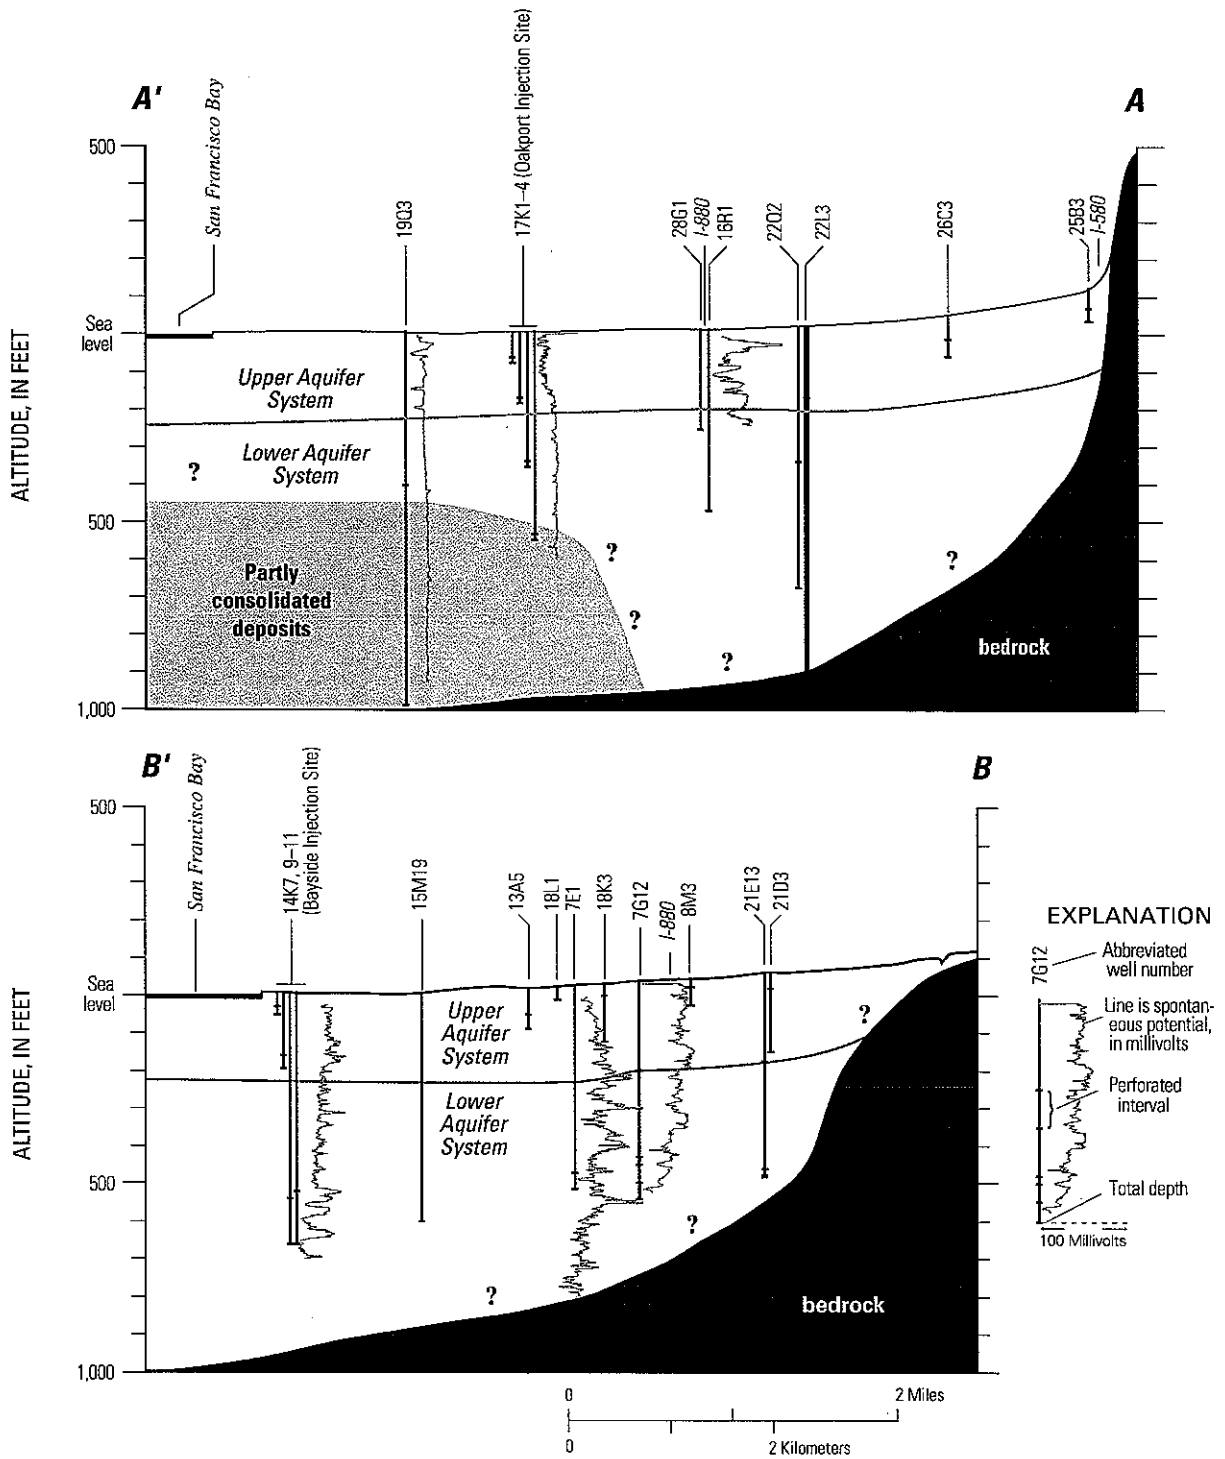 A'
A
San Francisco Bay
19Q3
17K1–4 (Oakport Injection Site)
28G1
I-880
16R1
22Q2
22L3
26C3
25B3
I-580
500
Sea
level
500
1,000
ALTITUDE, IN FEET
Upper Aquifer
System
Lower Aquifer
System
?
Partly
consolidated
deposits
?
?
?
?
bedrock
B'
B
San Francisco Bay
14K7, 9–11
(Bayside Injection Site)
15M19
13A5
18L1
7E1
18K3
7G12
I-880
8M3
21E13
21D3
500
Sea
level
500
1,000
ALTITUDE, IN FEET
Upper
Aquifer
System
Lower
Aquifer
System
?
?
?
bedrock
EXPLANATION
7G12
Abbreviated
well number
Line is spontan-
eous potential,
in millivolts
Perforated
interval
Total depth
100 Millivolts
0
2 Miles
0
2 Kilometers